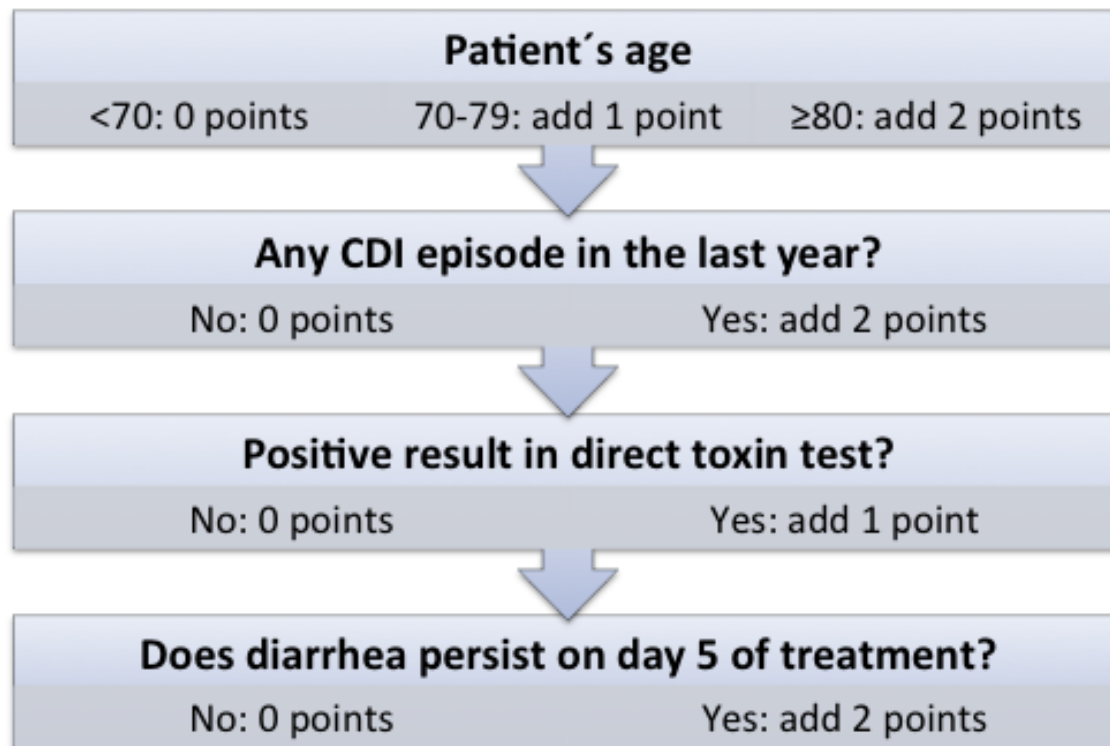 Patient´s age
<70: 0 points 70-79: add 1 point ≥80: add 2 points
Any CDI episode in the last year?
No: 0 points Yes: add 2 points
Positive result in direct toxin test?
No: 0 points Yes: add 1 point
Does diarrhea persist on day 5 of treatment?
No: 0 points Yes: add 2 points